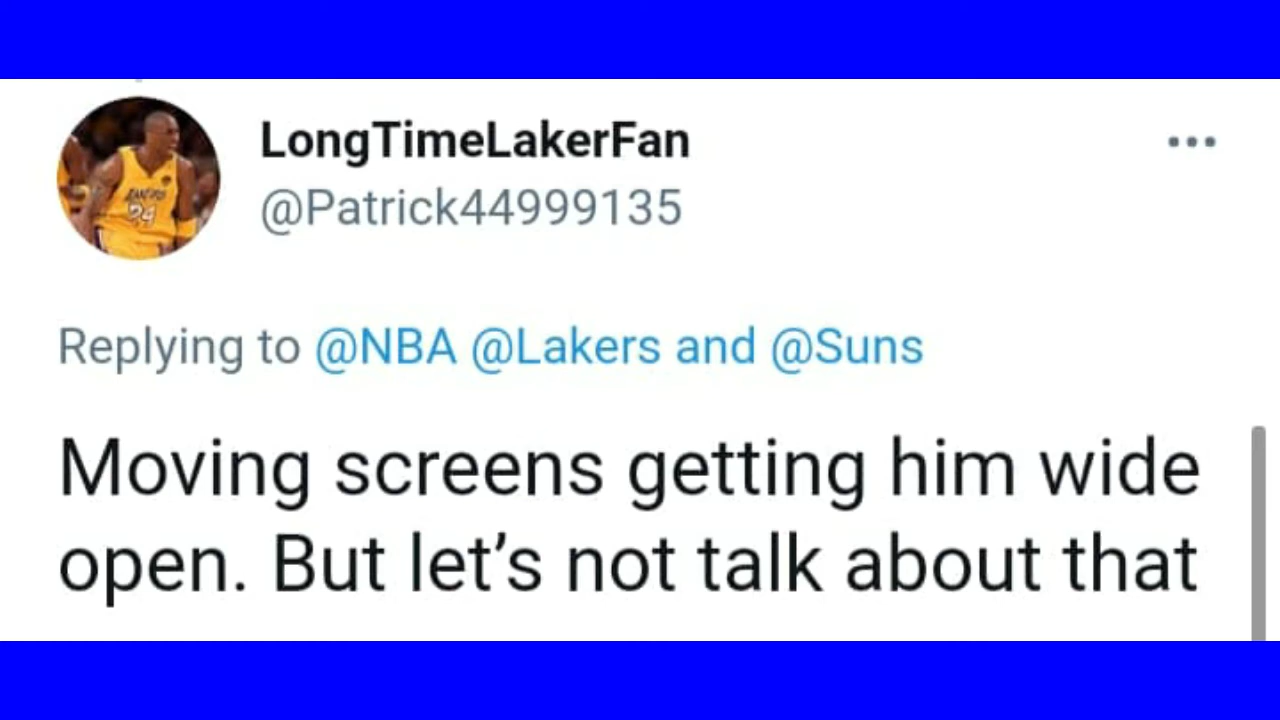 LongTimeLakerFan
@Patrick44999135
Replying to @NBA @Lakers and @Suns
Moving screens getting him wide
open. But let’s not talk about that